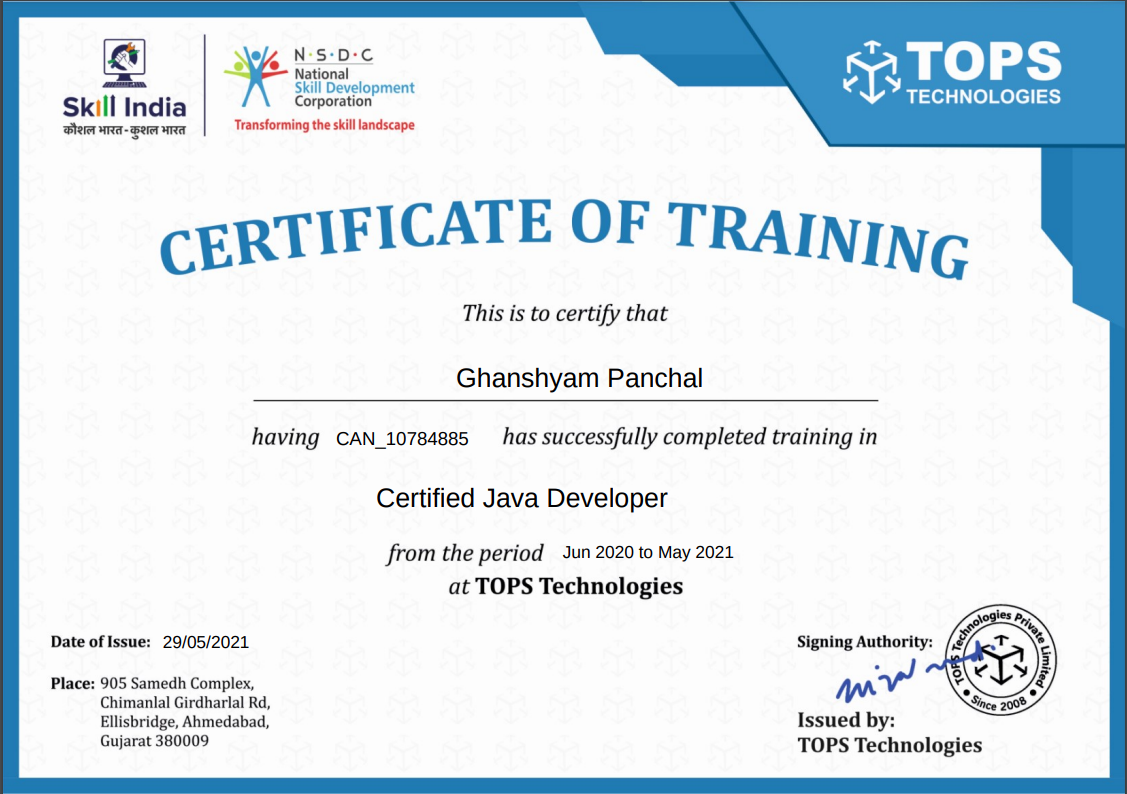 Skill India
कौशल भारत-कुशल भारत
N·S·D·C
National
Skill Development
Corporation
Transforming the skill landscape
TOPS
TECHNOLOGIES
CERTIFICATE OF TRAINING
This is to certify that
Ghanshyam Panchal
having CAN_10784885 has successfully completed training in
Certified Java Developer
from the period Jun 2020 to May 2021
at TOPS Technologies
Date of Issue: 29/05/2021
Place: 905 Samedh Complex,
Chimanlal Girdharlal Rd,
Ellisbridge, Ahmedabad,
Gujarat 380009
Signing Authority:
TOPS Technologies Private Limited
Since 2008
Issued by:
TOPS Technologies